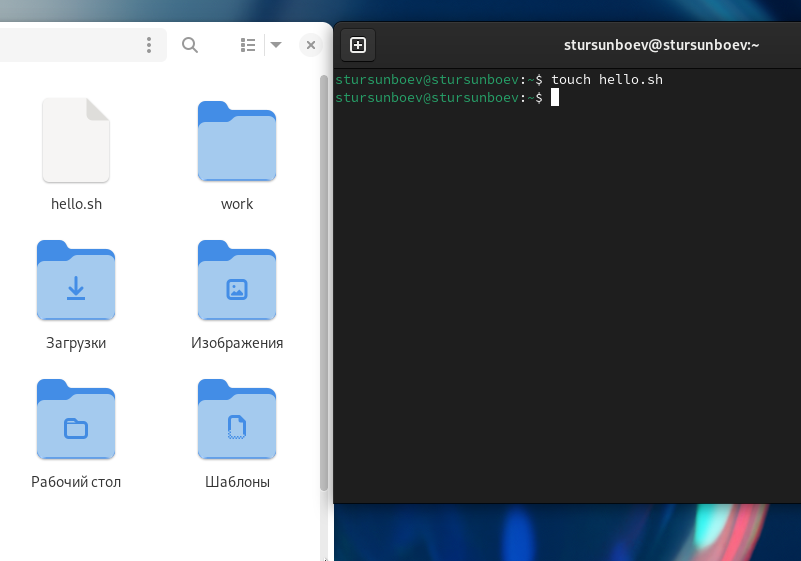 hello.sh
work
Загрузки
Изображения
Рабочий стол
Шаблоны
stursunboev@stursunboev:~
stursunboev@stursunboev:~$ touch hello.sh
stursunboev@stursunboev:~$